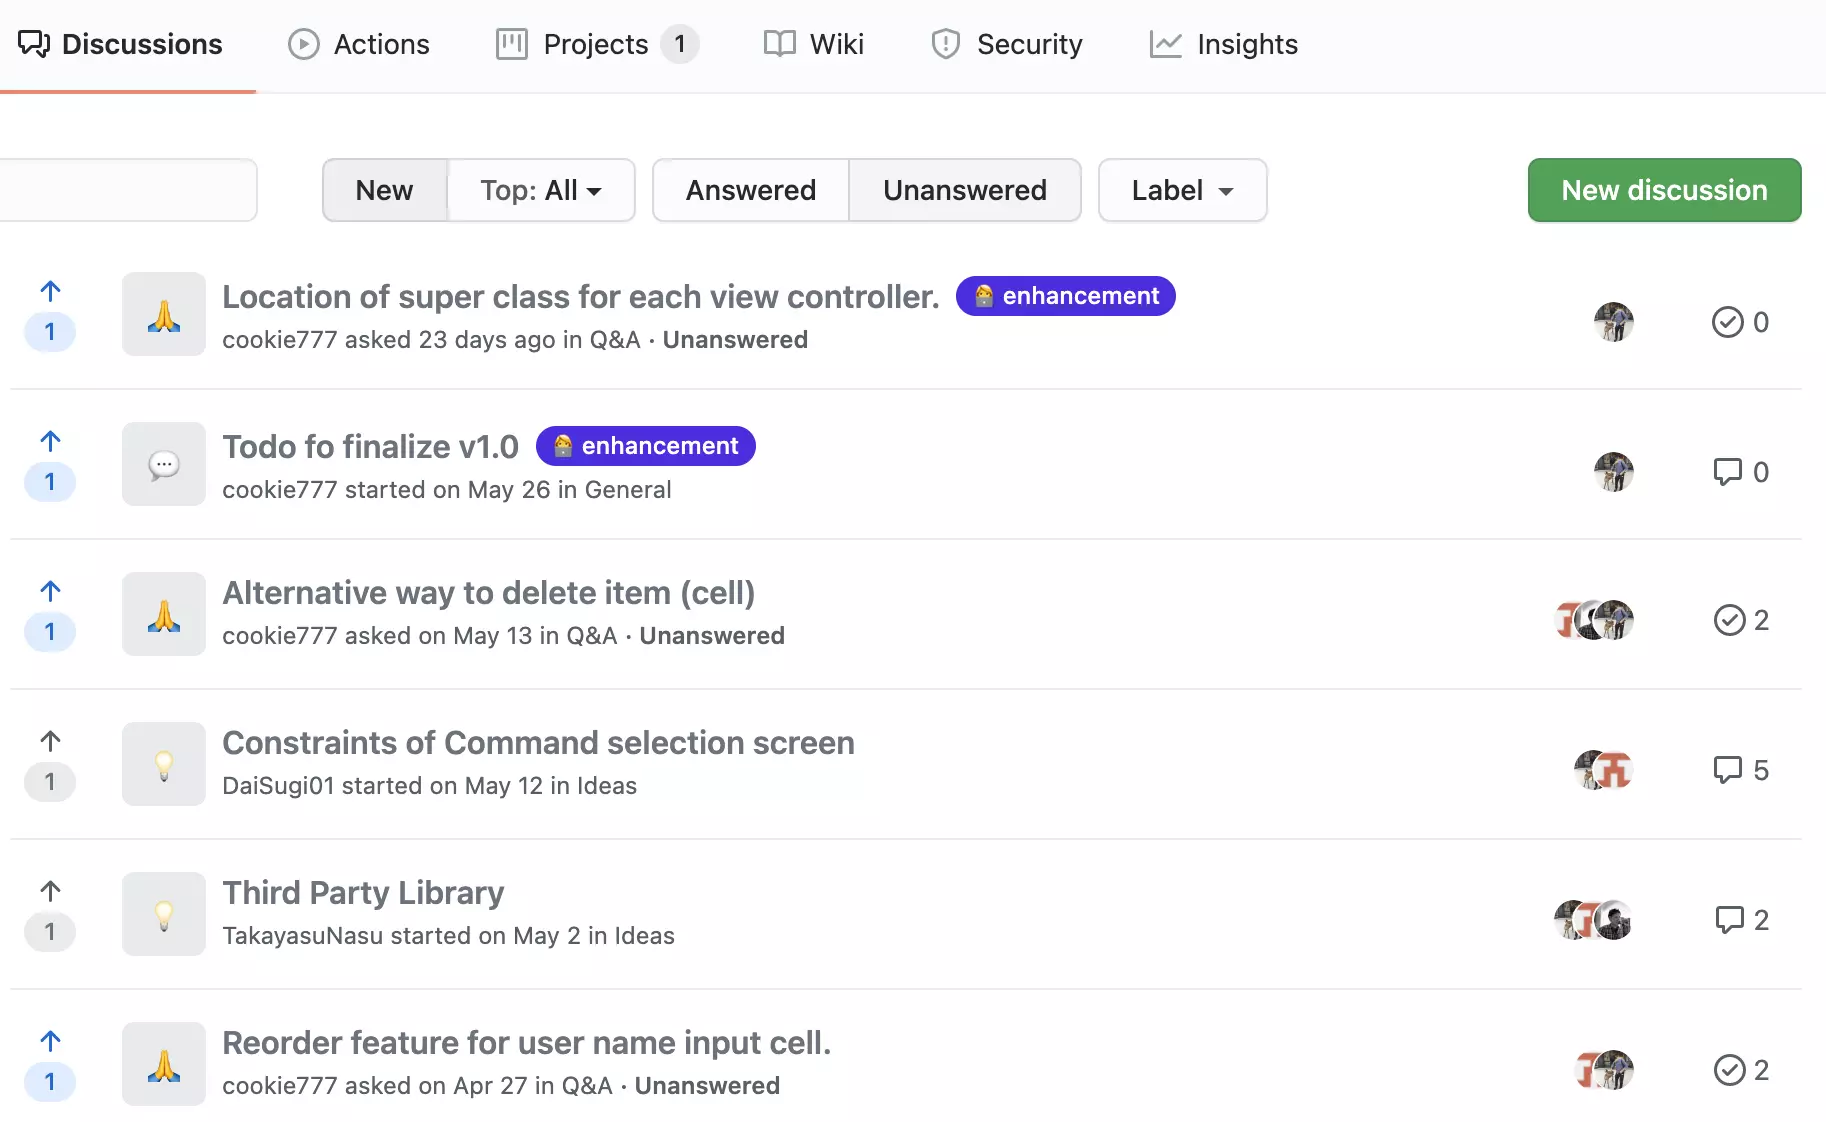 Discussions Actions Projects 1 Wiki Security Insights
New Top: All Answered Unanswered Label New discussion
Location of super class for each view controller. enhancement
1 cookie777 asked 23 days ago in Q&A · Unanswered 0
Todo fo finalize v1.0 enhancement
1 cookie777 started on May 26 in General 0
Alternative way to delete item (cell)
1 cookie777 asked on May 13 in Q&A · Unanswered 2
Constraints of Command selection screen
1 DaiSugi01 started on May 12 in Ideas 5
Third Party Library
1 TakayasuNasu started on May 2 in Ideas 2
Reorder feature for user name input cell.
1 cookie777 asked on Apr 27 in Q&A · Unanswered 2